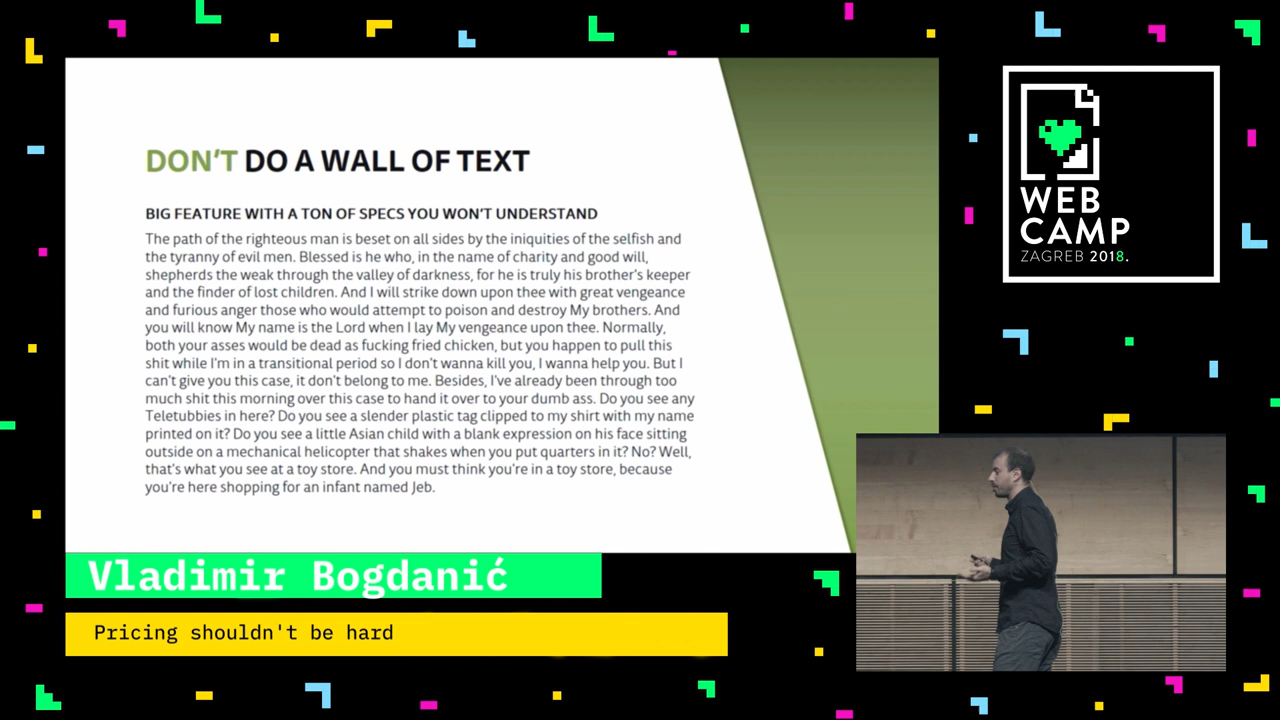 DON'T DO A WALL OF TEXT
BIG FEATURE WITH A TON OF SPECS YOU WON'T UNDERSTAND
The path of the righteous man is beset on all sides by the iniquities of the selfish and
the tyranny of evil men. Blessed is he who, in the name of charity and good will,
shepherds the weak through the valley of darkness, for he is truly his brother's keeper
and the finder of lost children. And I will strike down upon thee with great vengeance
and furious anger those who would attempt to poison and destroy My brothers. And
you will know My name is the Lord when I lay My vengeance upon thee. Normally,
both your asses would be dead as fucking fried chicken, but you happen to pull this
shit while I'm in a transitional period so I don't wanna kill you, I wanna help you. But I
can't give you this case, it don't belong to me. Besides, I've already been through too
much shit this morning over this case to hand it over to your dumb ass. Do you see any
Teletubbies in here? Do you see a slender plastic tag clipped to my shirt with my name
printed on it? Do you see a little Asian child with a blank expression on his face sitting
outside on a mechanical helicopter that shakes when you put quarters in it? No? Well,
that's what you see at a toy store. And you must think you're in a toy store, because
you're here shopping for an infant named Jeb.
Vladimir Bogdanić
Pricing shouldn't be hard
WEB
CAMP
ZAGREB 2018.